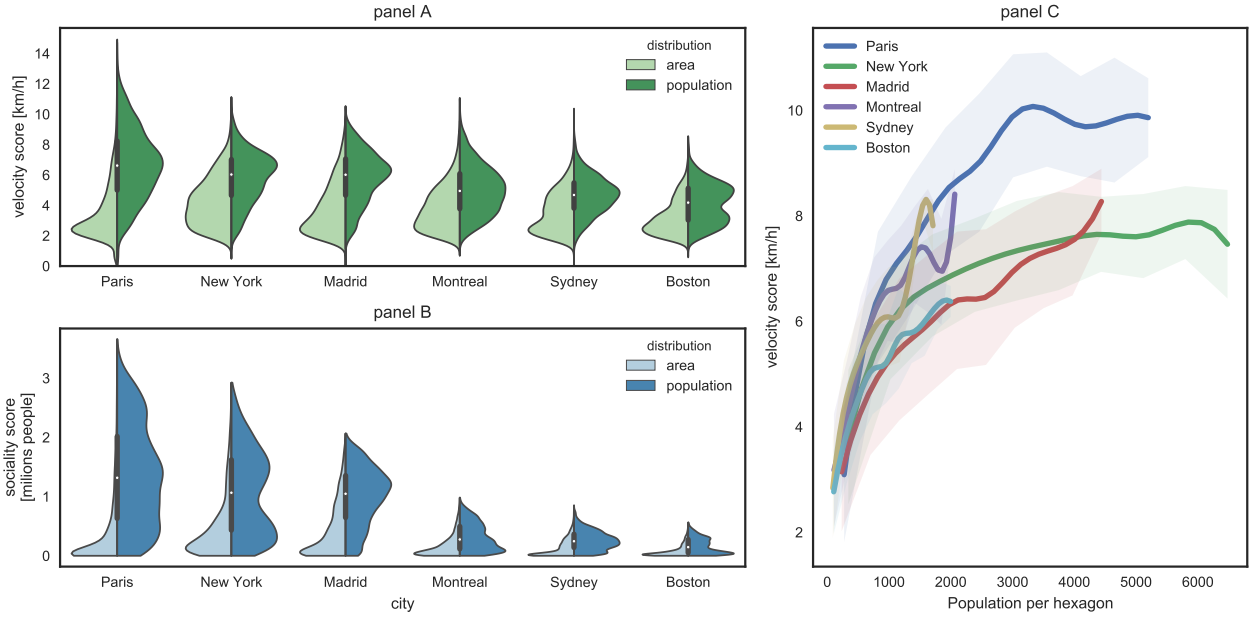 panel A
velocity score [km/h]
14
12
10
8
6
4
2
0
distribution
area
population
Paris
New York
Madrid
Montreal
Sydney
Boston
panel B
sociality score
[milions people]
3
2
1
0
distribution
area
population
Paris
New York
Madrid
Montreal
Sydney
Boston
city
panel C
Paris
New York
Madrid
Montreal
Sydney
Boston
velocity score [km/h]
10
8
6
4
2
0
1000
2000
3000
4000
5000
6000
Population per hexagon